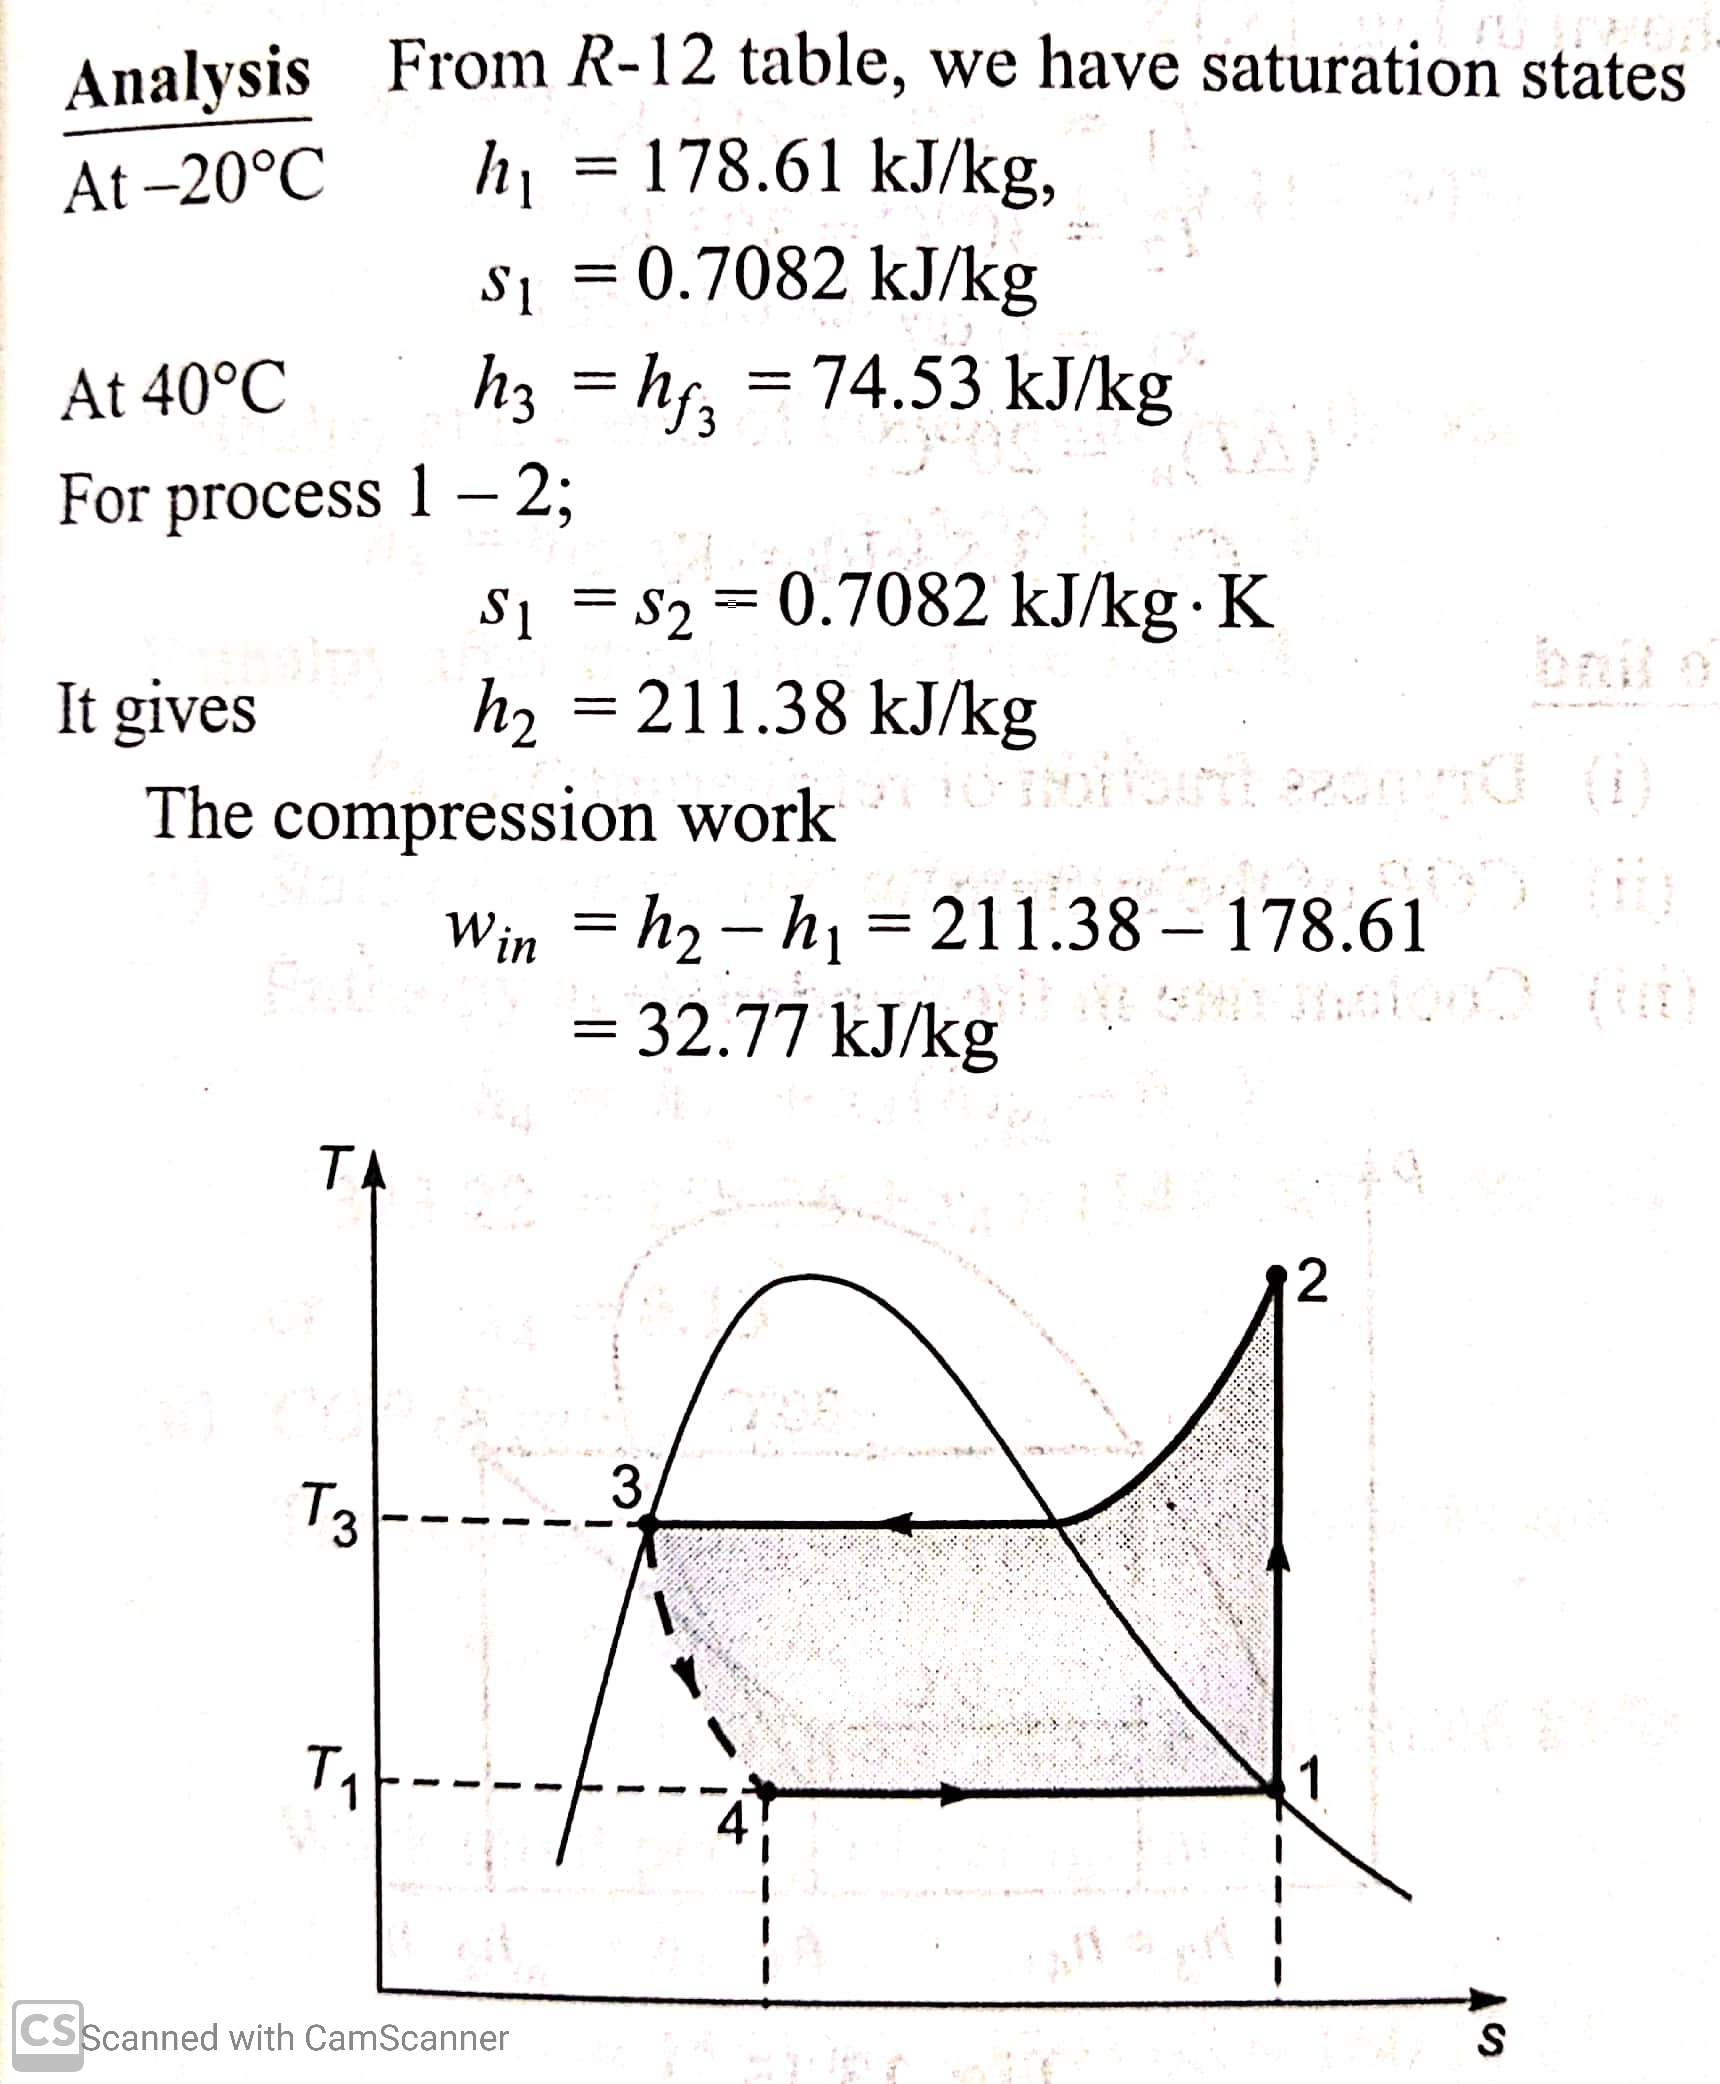 Analysis From R-12 table, we have saturation states
At –20°C h₁ = 178.61 kJ/kg,
s₁ = 0.7082 kJ/kg
At 40°C h₃ = h_f₃ = 74.53 kJ/kg
For process 1 – 2;
s₁ = s₂ = 0.7082 kJ/kg · K
It gives h₂ = 211.38 kJ/kg
The compression work
w_in = h₂ – h₁ = 211.38 – 178.61
= 32.77 kJ/kg
T
2
3
T₃
T₁
1
4
s
CS Scanned with CamScanner